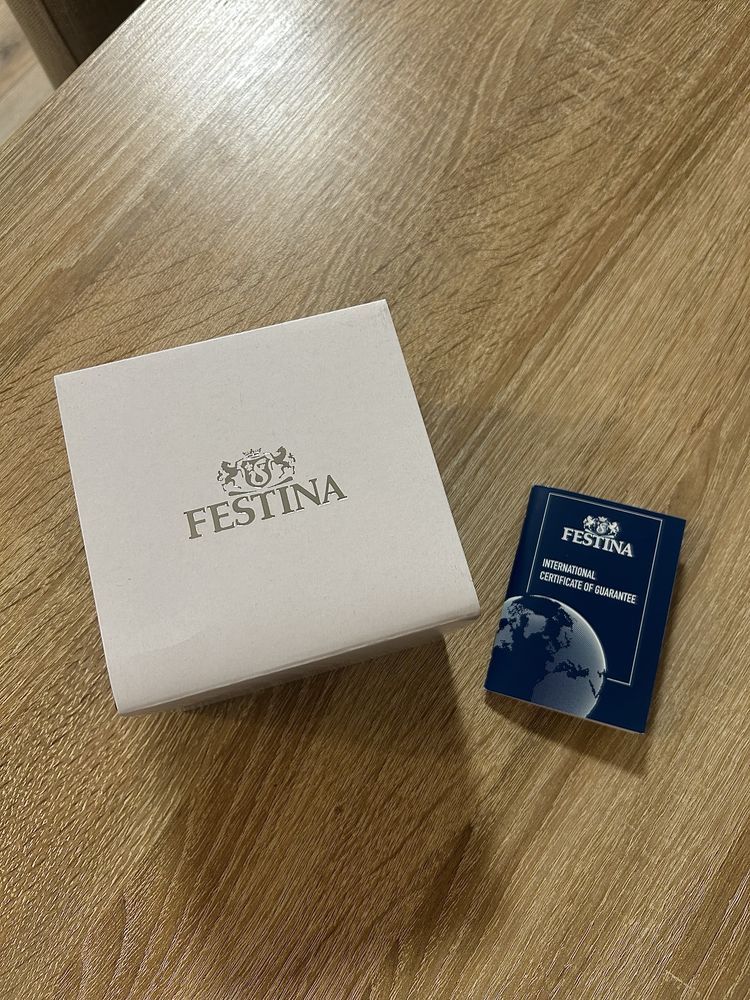 FESTINA
FESTINA
INTERNATIONAL
CERTIFICATE OF GUARANTEE